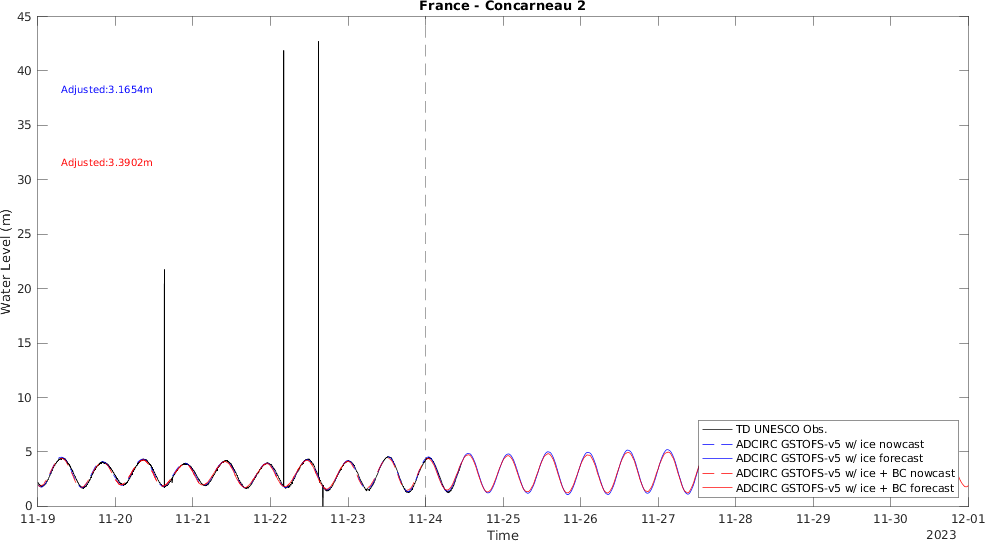 France - Concarneau 2
45
40
35
30
25
20
15
10
5
0
Water Level (m)
Adjusted:3.1654m
Adjusted:3.3902m
TD UNESCO Obs.
ADCIRC GSTOFS-v5 w/ ice nowcast
ADCIRC GSTOFS-v5 w/ ice forecast
ADCIRC GSTOFS-v5 w/ ice + BC nowcast
ADCIRC GSTOFS-v5 w/ ice + BC forecast
11-19 11-20 11-21 11-22 11-23 11-24 11-25 11-26 11-27 11-28 11-29 11-30 12-01
Time
2023